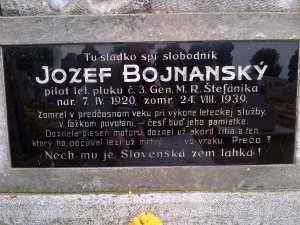 Tu sladko spí slobodník
JOZEF BOJNANSKÝ
pilot let. pluku č. 3. Gen. M. R. Štefánika
nar. 7. IV. 1920. zomr. 24. VIII. 1939.
Zomrel v predčasnom veku pri výkone leteckej služby,
v ťažkom povolaní, – česť buď jeho pamiatke.
Doznela pieseň motoru, doznel už akord žitia a ten
ktorý ho počúval leží už mrtvý ... vo vraku. Prečo?
Nech mu je Slovenská zem ľahká!